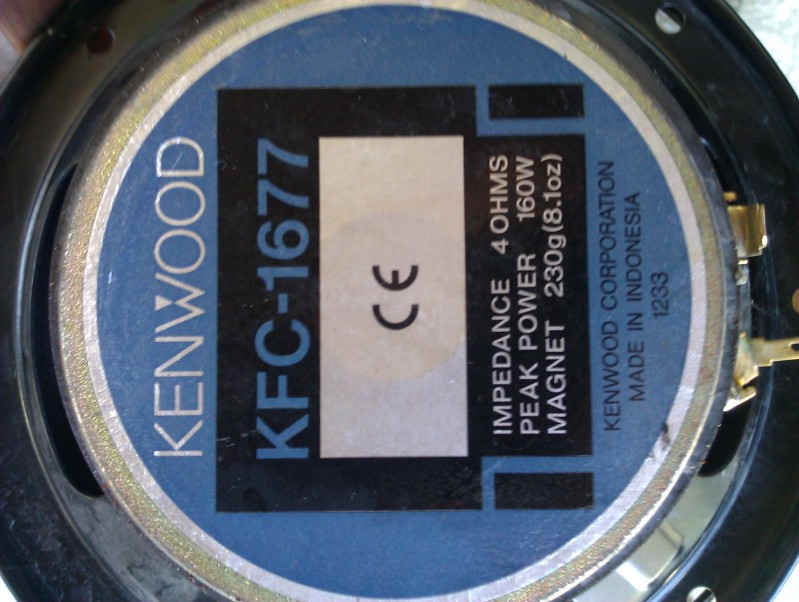 KENWOOD
KFC-1677
CE
IMPEDANCE 4 OHMS
PEAK POWER 160W
MAGNET 230g(8.1oz)
KENWOOD CORPORATION
MADE IN INDONESIA
1233